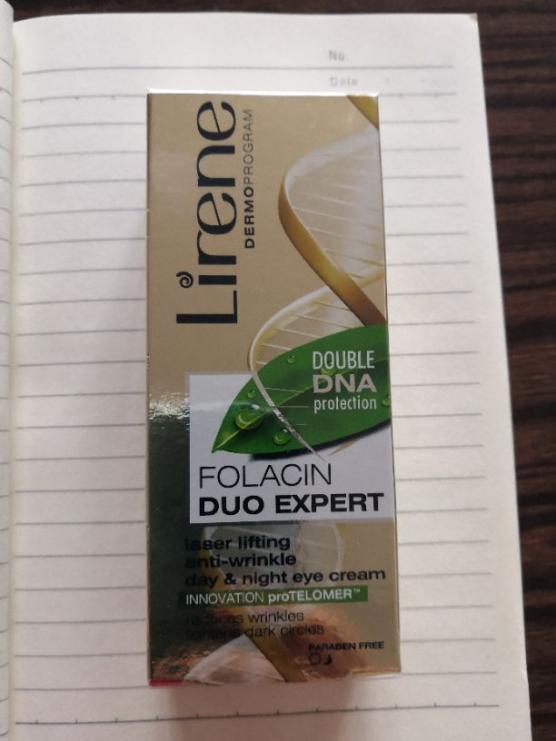 No.
Date
Lirene
DERMOPROGRAM
DOUBLE
DNA
protection
FOLACIN
DUO EXPERT
laser lifting
anti-wrinkle
day & night eye cream
INNOVATION proTELOMER™
reduces wrinkles
dark circles
PARABEN FREE